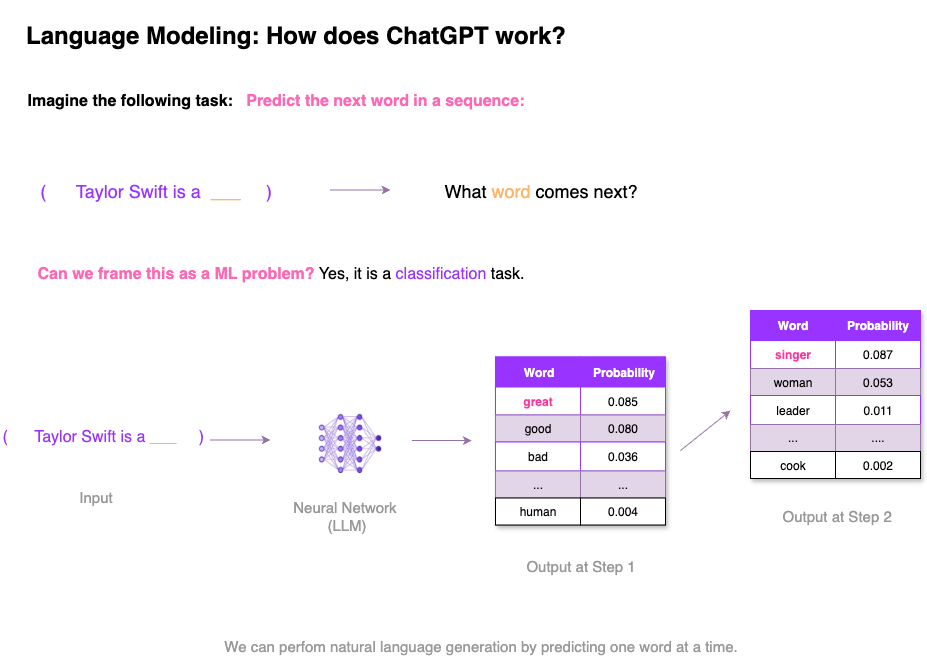 Language Modeling: How does ChatGPT work?
Imagine the following task: Predict the next word in a sequence:
( Taylor Swift is a ___ ) What word comes next?
Can we frame this as a ML problem? Yes, it is a classification task.
( Taylor Swift is a ___ )
Input
Neural Network
(LLM)
Word Probability
great 0.085
good 0.080
bad 0.036
... ...
human 0.004
Output at Step 1
Word Probability
singer 0.087
woman 0.053
leader 0.011
... ....
cook 0.002
Output at Step 2
We can perfom natural language generation by predicting one word at a time.